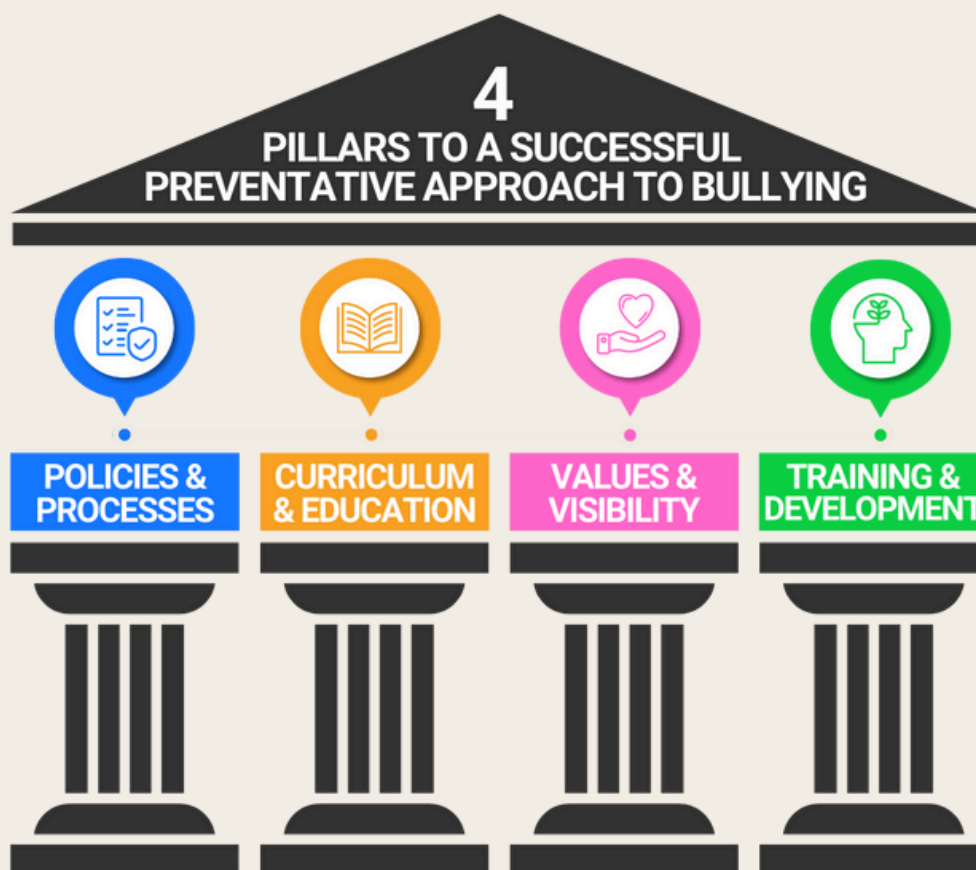 4
PILLARS TO A SUCCESSFUL
PREVENTATIVE APPROACH TO BULLYING
POLICIES &
PROCESSES
CURRICULUM
& EDUCATION
VALUES &
VISIBILITY
TRAINING &
DEVELOPMENT